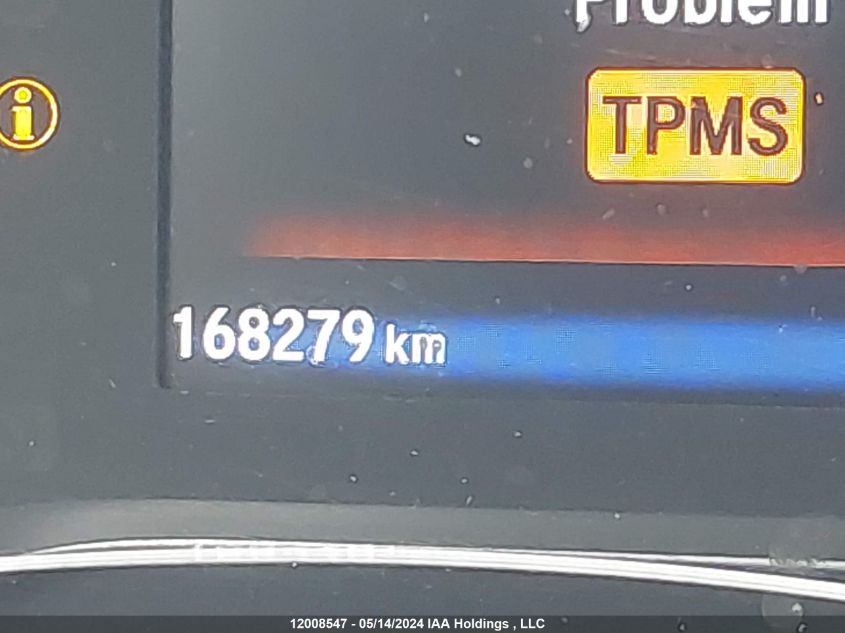 Problem
i
TPMS
168279 km
12008547 - 05/14/2024 IAA Holdings , LLC